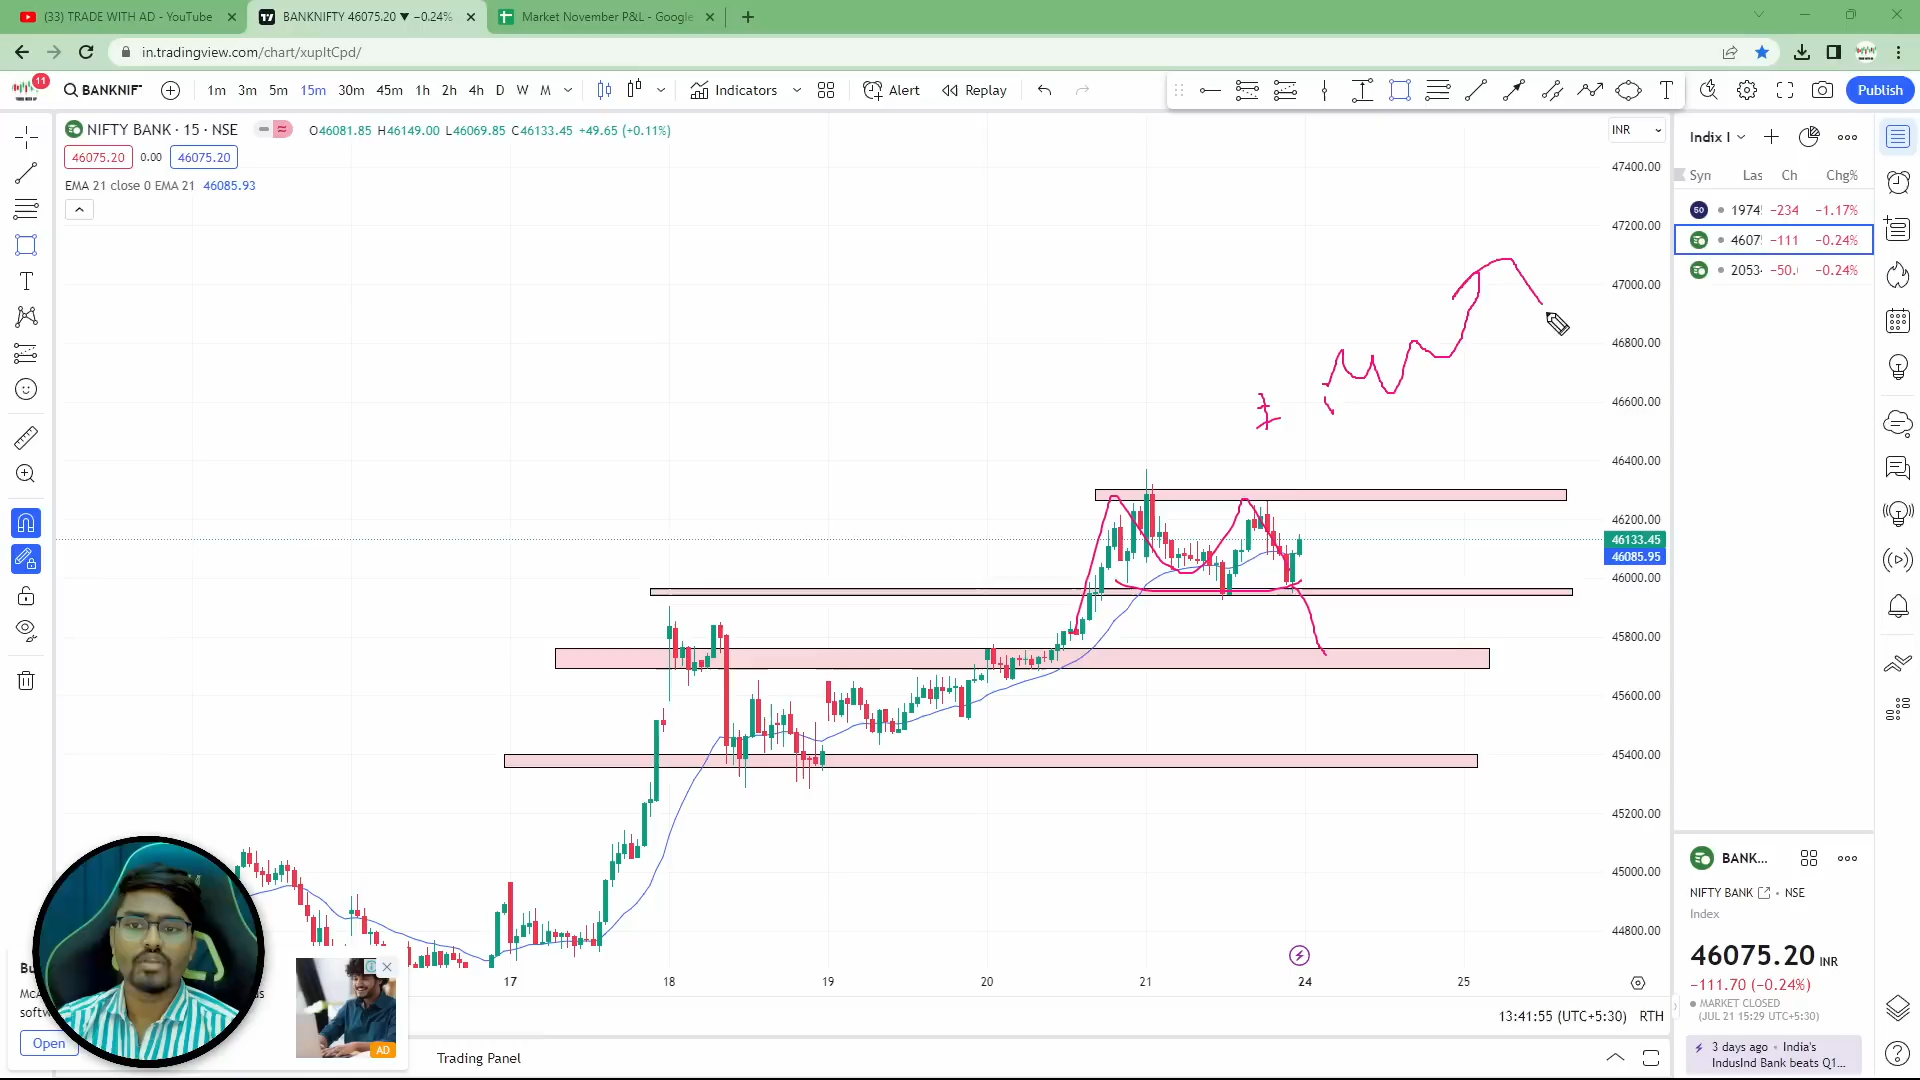 (33) TRADE WITH AD - YouTube
BANKNIFTY 46075.20 ▼ −0.24%
Market November P&L - Google
in.tradingview.com/chart/xupItCpd/
11
BANKNIF
1m 3m 5m 15m 30m 45m 1h 2h 4h D W M
Indicators
Alert
Replay
Publish
NIFTY BANK · 15 · NSE
O46081.85 H46149.00 L46069.85 C46133.45 +49.65 (+0.11%)
46075.20 0.00 46075.20
EMA 21 close 0 EMA 21 46085.93
INR
47400.00
47200.00
47000.00
46800.00
46600.00
46400.00
46200.00
46133.45
46085.95
46000.00
45800.00
45600.00
45400.00
45200.00
45000.00
44800.00
17 18 19 20 21 24 25
13:41:55 (UTC+5:30) RTH
Trading Panel
Open
AD
Indix I
Syn Las Ch Chg%
50 1974 −234 −1.17%
4607 −111 −0.24%
2053 −50. −0.24%
BANK...
NIFTY BANK · NSE
Index
46075.20 INR
−111.70 (−0.24%)
MARKET CLOSED
(JUL 21 15:29 UTC+5:30)
3 days ago · India's
IndusInd Bank beats Q1...